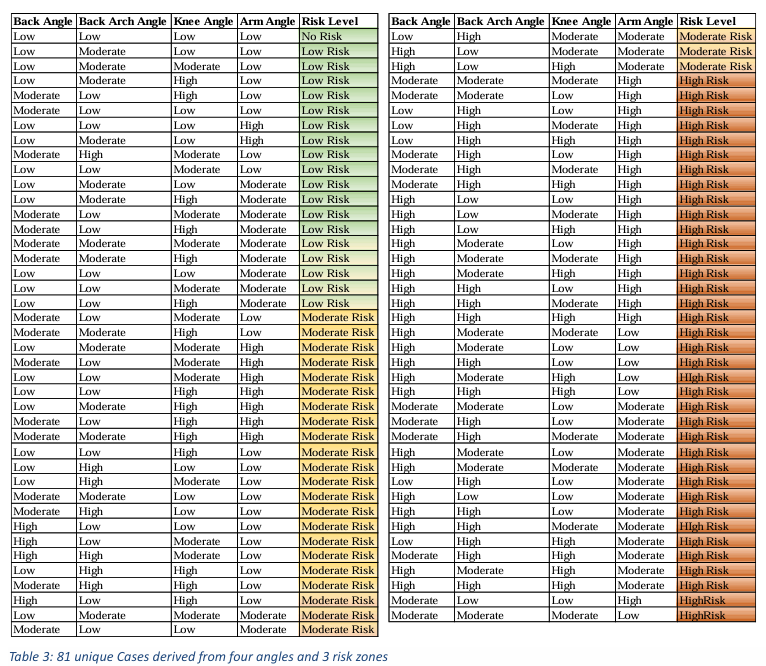 Back Angle Back Arch Angle Knee Angle Arm Angle Risk Level
Low Low Low Low No Risk
Low Moderate Low Low Low Risk
Low Moderate Moderate Low Low Risk
Low Moderate High Low Low Risk
Moderate Low High Low Low Risk
Moderate Low Low Low Low Risk
Low Low Low High Low Risk
Low Moderate Low High Low Risk
Moderate High Moderate Low Low Risk
Low Low Moderate Low Low Risk
Low Moderate Low Moderate Low Risk
Low Moderate High Moderate Low Risk
Moderate Low Moderate Moderate Low Risk
Moderate Low High Moderate Low Risk
Moderate Moderate Moderate Moderate Low Risk
Moderate Moderate High Moderate Low Risk
Low Low Low Moderate Low Risk
Low Low Moderate Moderate Low Risk
Low Low High Moderate Low Risk
Moderate Low Moderate Low Moderate Risk
Moderate Moderate High Low Moderate Risk
Low Moderate Moderate High Moderate Risk
Moderate Low Moderate High Moderate Risk
Low Low Moderate High Moderate Risk
Low Low High High Moderate Risk
Low Moderate High High Moderate Risk
Moderate Low High High Moderate Risk
Moderate Moderate High High Moderate Risk
Low Low High Low Moderate Risk
Low High Low Low Moderate Risk
Low High Moderate Low Moderate Risk
Moderate Moderate Low Low Moderate Risk
Moderate High Low Low Moderate Risk
High Low Low Low Moderate Risk
High Low Moderate Low Moderate Risk
High High Moderate Low Moderate Risk
Low High High Low Moderate Risk
Moderate High High Low Moderate Risk
High Low High Low Moderate Risk
Low Moderate Moderate Moderate Moderate Risk
Moderate Low Low Moderate Moderate Risk
Back Angle Back Arch Angle Knee Angle Arm Angle Risk Level
Low High Moderate Moderate Moderate Risk
High Low Moderate Moderate Moderate Risk
Low Low High Moderate Moderate Risk
Moderate Moderate Moderate High High Risk
Moderate Moderate Low High High Risk
Low High Low High High Risk
Low High Moderate High High Risk
Low High High High High Risk
Moderate High Low High High Risk
Moderate High Moderate High High Risk
Moderate High High High High Risk
High Low Low High High Risk
High Low Moderate High High Risk
High Low High High High Risk
High Moderate Low High High Risk
High Moderate Moderate High High Risk
High Moderate High High High Risk
High High Low High High Risk
High High Moderate High High Risk
High High High High High Risk
High Moderate Moderate Low High Risk
High Moderate Low Low High Risk
High High Low Low High Risk
High Moderate High Low HIgh Risk
High High High Low High Risk
Moderate Moderate Low Moderate High Risk
Moderate High Low Moderate High Risk
Moderate High Moderate Moderate High Risk
High Moderate Low Moderate High Risk
High Moderate Moderate Moderate High Risk
Low High Low Moderate High Risk
High Low Low Moderate High Risk
High High Low Moderate High Risk
High High Moderate Moderate HIgh Risk
Low High High Moderate High Risk
Moderate High High Moderate High Risk
High Moderate High Moderate High Risk
High High High Moderate High Risk
Moderate Low Low High HighRisk
Moderate Moderate Moderate Low HighRisk
Table 3: 81 unique Cases derived from four angles and 3 risk zones